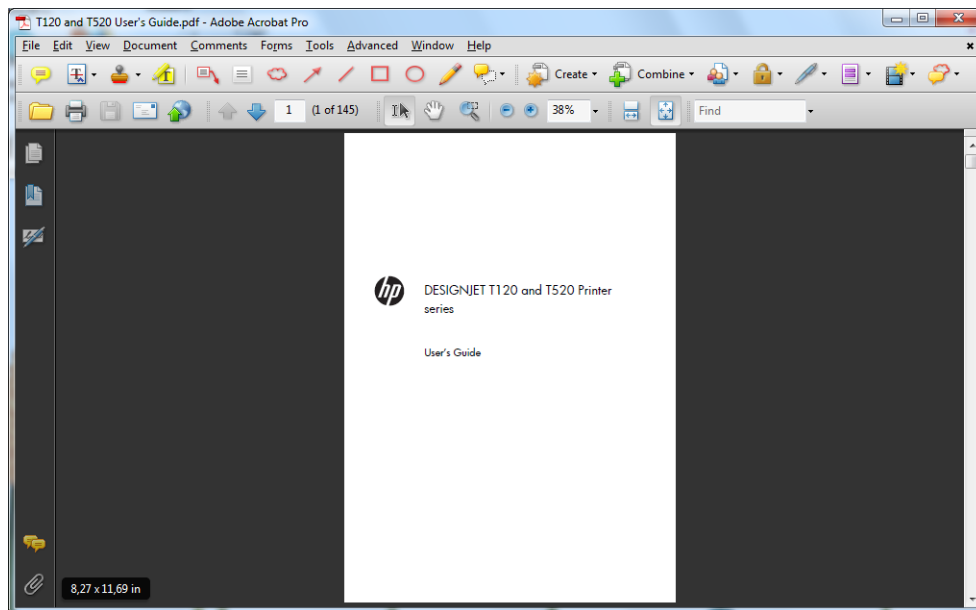 T120 and T520 User's Guide.pdf - Adobe Acrobat Pro
File Edit View Document Comments Forms Tools Advanced Window Help
Create Combine
1 (1 of 145) 38% Find
hp
DESIGNJET T120 and T520 Printer
series
User's Guide
8,27 x 11,69 in